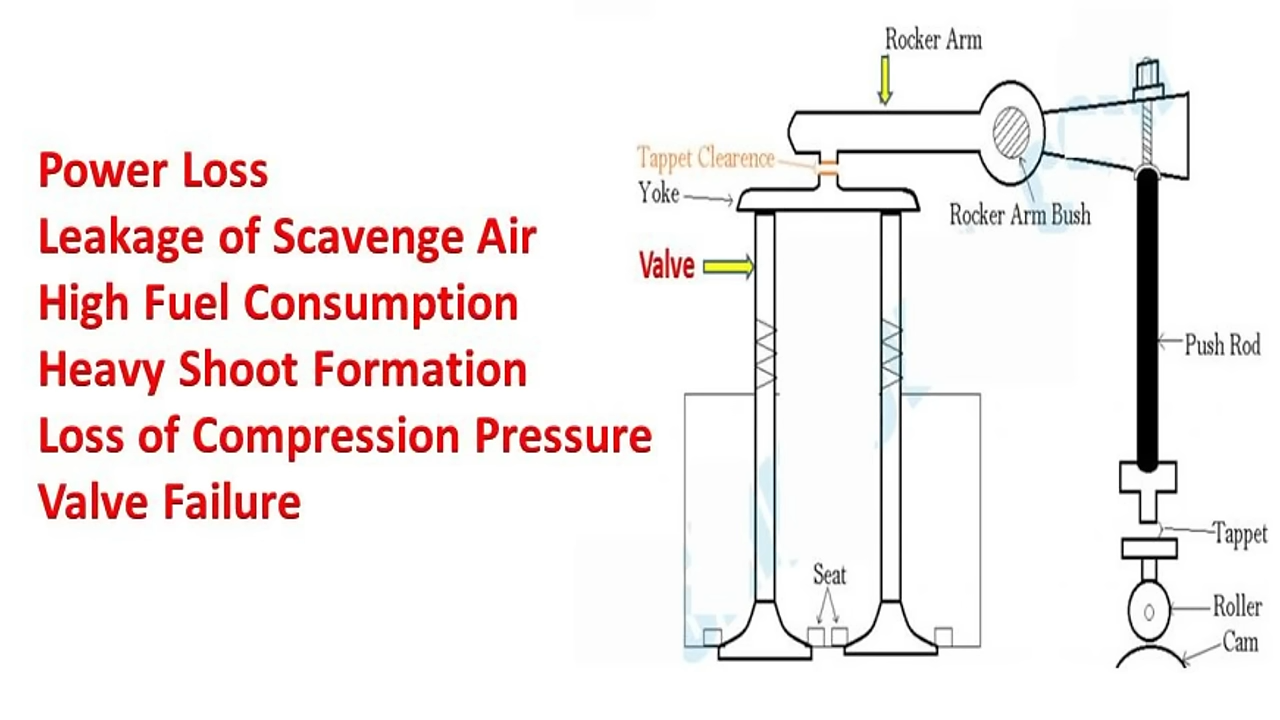 Power Loss
Leakage of Scavenge Air
High Fuel Consumption
Heavy Shoot Formation
Loss of Compression Pressure
Valve Failure
Rocker Arm
Tappet Clearence
Yoke
Rocker Arm Bush
Valve
Push Rod
Tappet
Seat
Roller
Cam